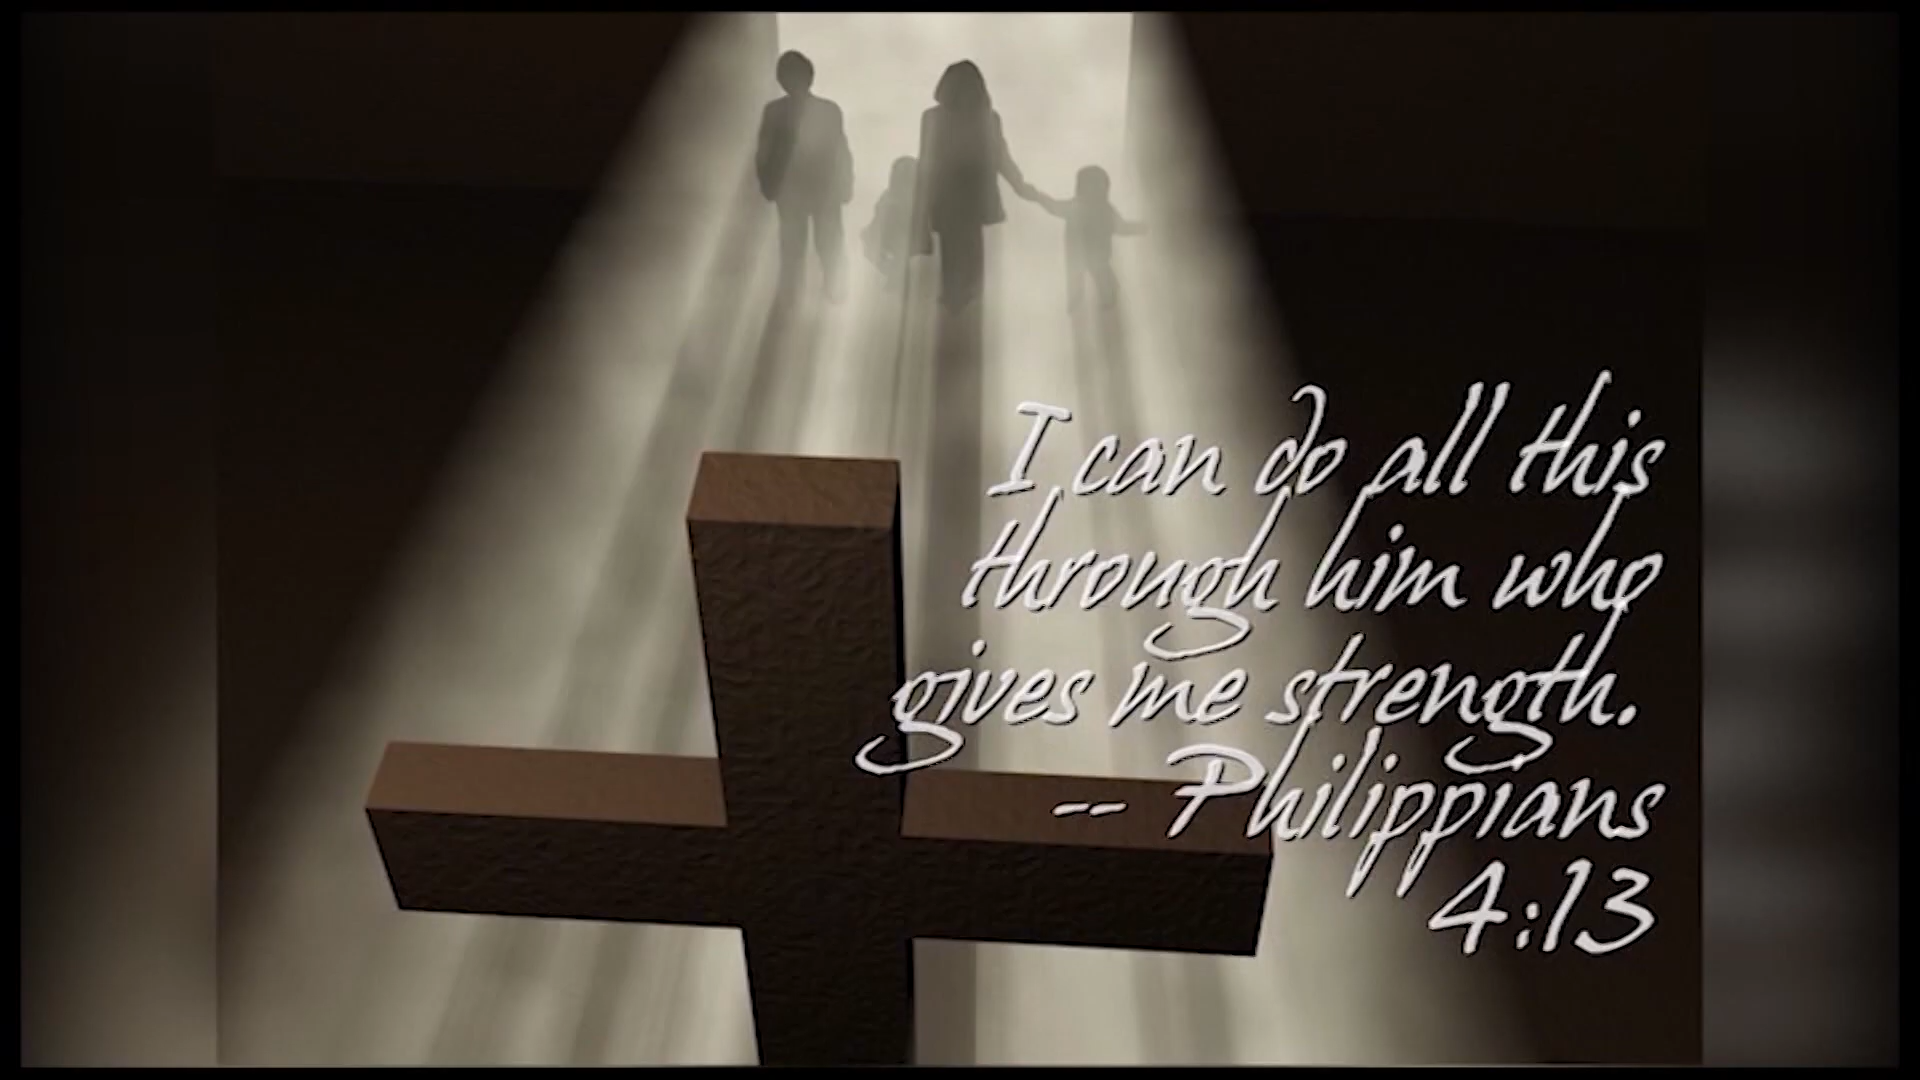 I can do all this
through him who
gives me strength.
-- Philippians
4:13